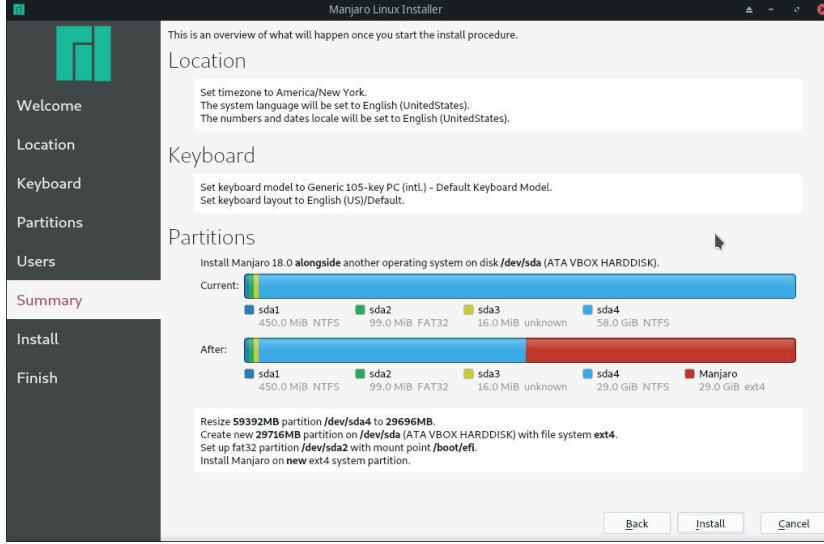 Manjaro Linux Installer
This is an overview of what will happen once you start the install procedure.
Welcome
Location
Keyboard
Partitions
Users
Summary
Install
Finish
Location
Set timezone to America/New York.
The system language will be set to English (UnitedStates).
The numbers and dates locale will be set to English (UnitedStates).
Keyboard
Set keyboard model to Generic 105-key PC (intl.) - Default Keyboard Model.
Set keyboard layout to English (US)/Default.
Partitions
Install Manjaro 18.0 alongside another operating system on disk /dev/sda (ATA VBOX HARDDISK).
Current:
sda1 sda2 sda3 sda4
450.0 MiB NTFS 99.0 MiB FAT32 16.0 MiB unknown 58.0 GiB NTFS
After:
sda1 sda2 sda3 sda4 Manjaro
450.0 MiB NTFS 99.0 MiB FAT32 16.0 MiB unknown 29.0 GiB NTFS 29.0 GiB ext4
Resize 59392MB partition /dev/sda4 to 29696MB.
Create new 29716MB partition on /dev/sda (ATA VBOX HARDDISK) with file system ext4.
Set up fat32 partition /dev/sda2 with mount point /boot/efi.
Install Manjaro on new ext4 system partition.
Back Install Cancel